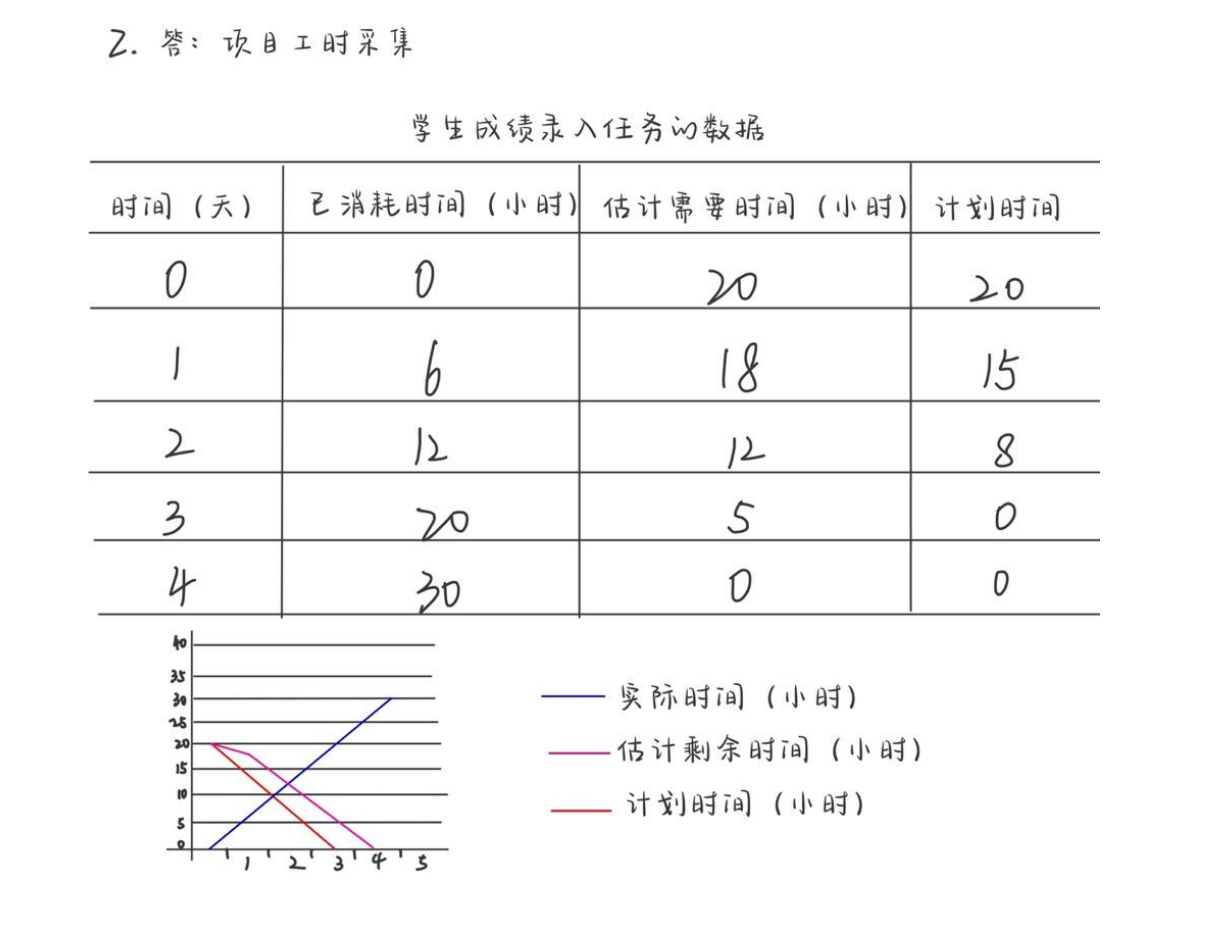 2. 答：项目工时采集
学生成绩录入任务的数据
时间（天） 已消耗时间（小时） 估计需要时间（小时） 计划时间
0 0 20 20
1 6 18 15
2 12 12 8
3 20 5 0
4 30 0 0
40
35
30
25
20
15
10
5
0
1 2 3 4 5
实际时间（小时）
估计剩余时间（小时）
计划时间（小时）